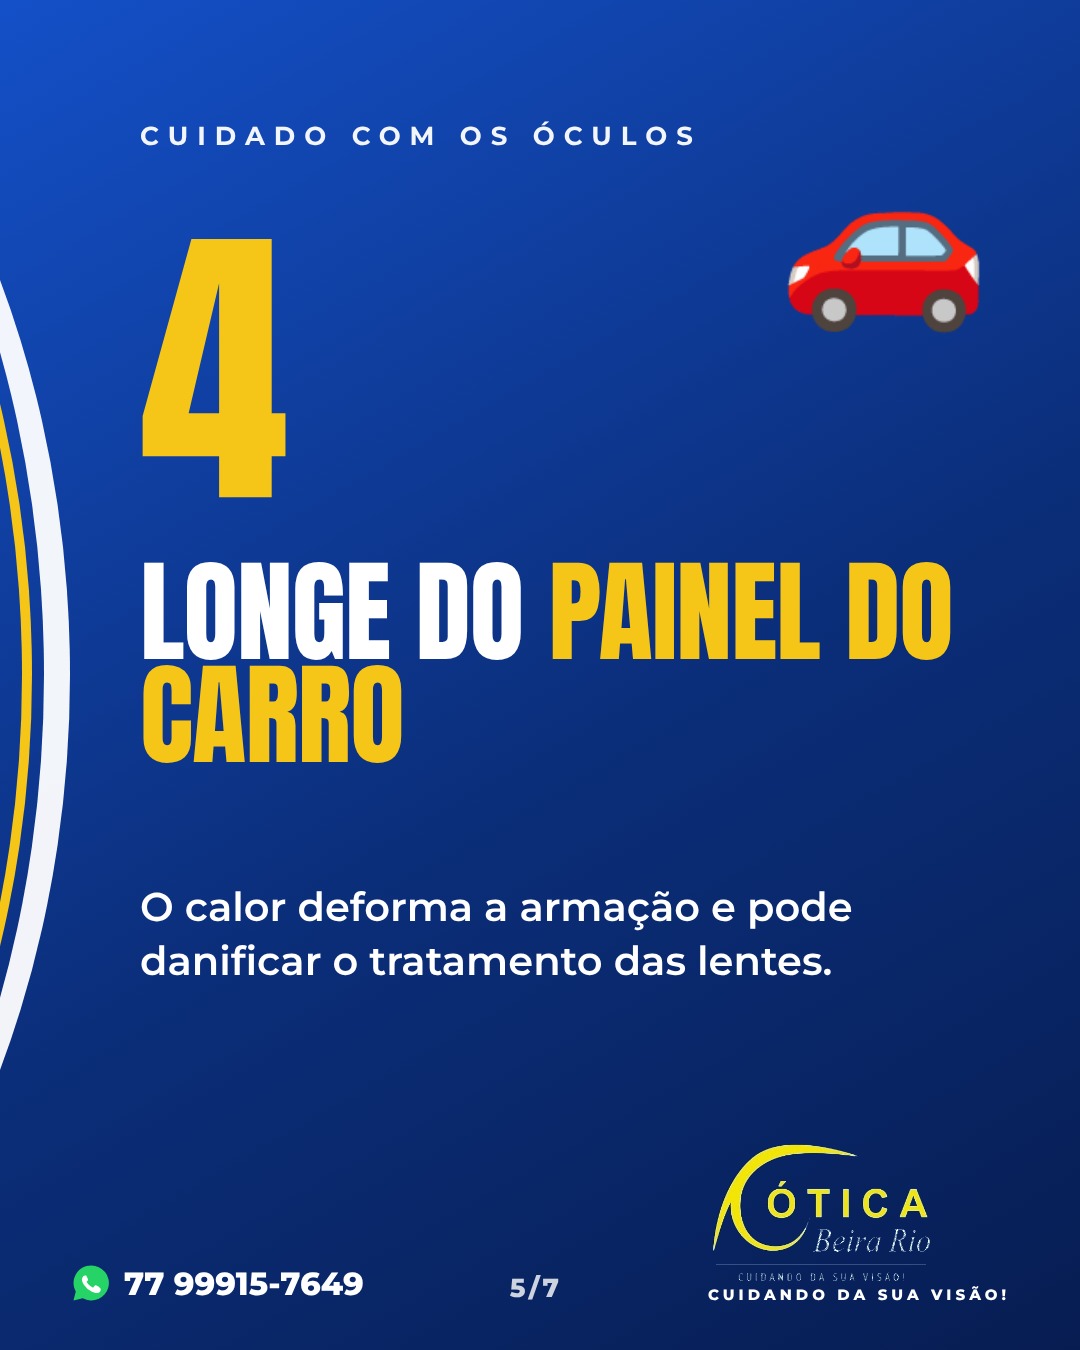 CUIDADO COM OS ÓCULOS
4
LONGE DO PAINEL DO
CARRO
O calor deforma a armação e pode
danificar o tratamento das lentes.
ÓTICA
Beira Rio
CUIDANDO DA SUA VISÃO!
CUIDANDO DA SUA VISÃO!
77 99915-7649
5/7